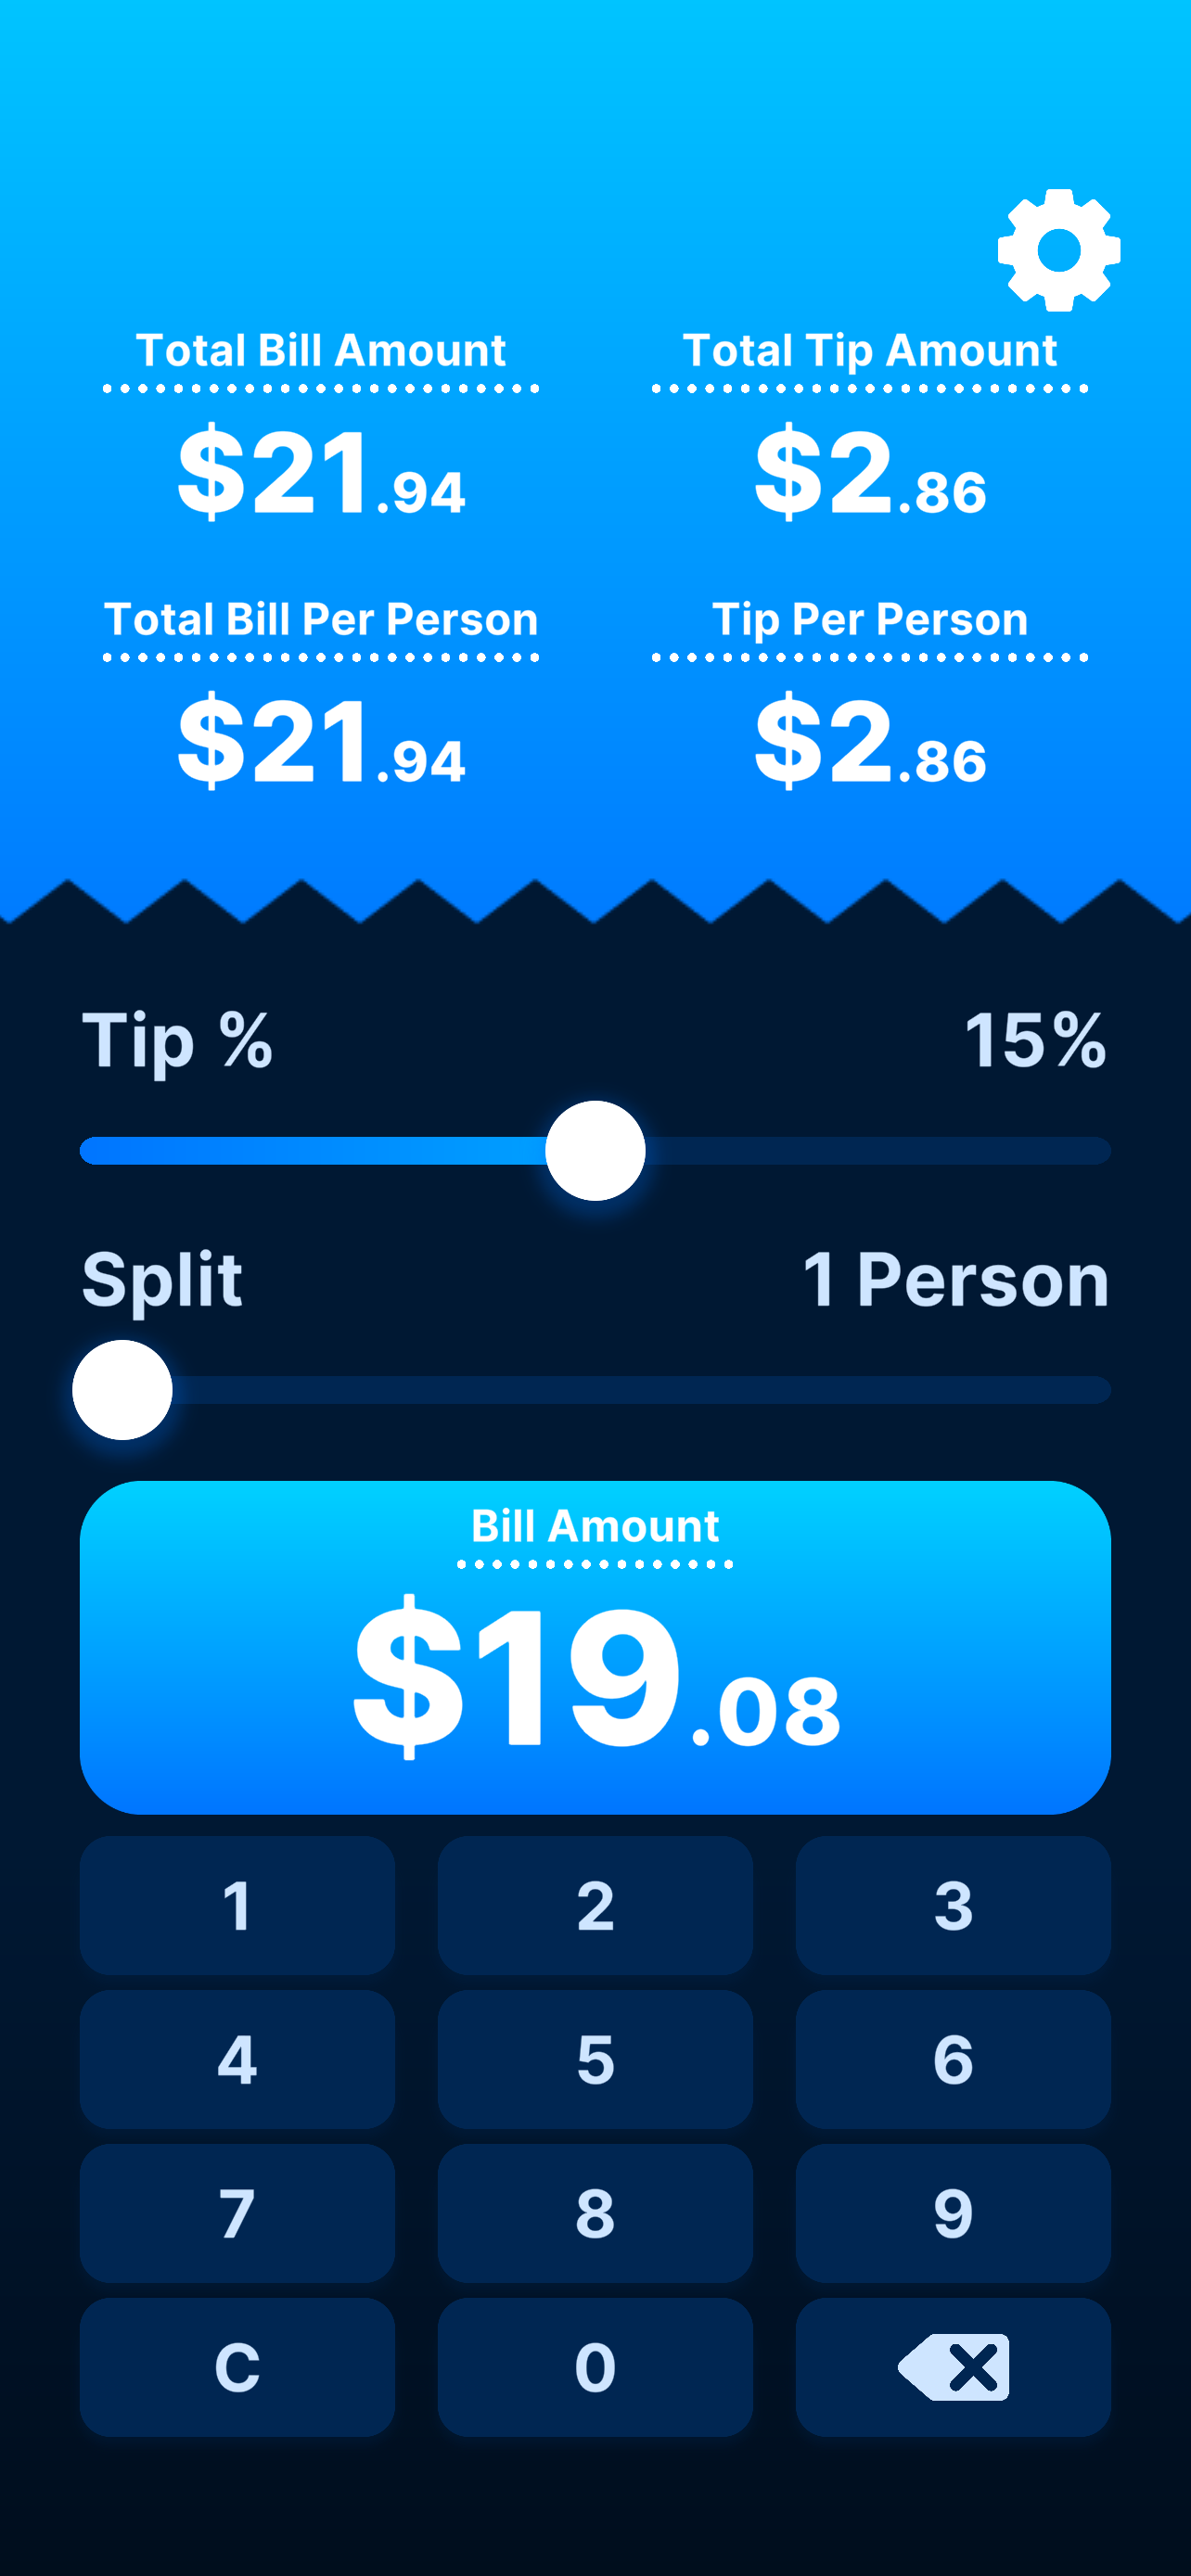 Total Bill Amount
Total Tip Amount
$21.94
$2.86
Total Bill Per Person
Tip Per Person
$21.94
$2.86
Tip %
15%
Split
1 Person
Bill Amount
$19.08
1 2 3
4 5 6
7 8 9
C 0